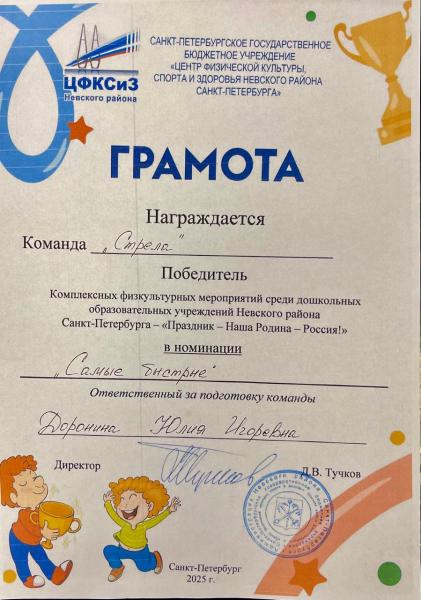 ЦФКСиЗ
Невского района
САНКТ-ПЕТЕРБУРГСКОЕ ГОСУДАРСТВЕННОЕ
БЮДЖЕТНОЕ УЧРЕЖДЕНИЕ
«ЦЕНТР ФИЗИЧЕСКОЙ КУЛЬТУРЫ,
СПОРТА И ЗДОРОВЬЯ НЕВСКОГО РАЙОНА
САНКТ-ПЕТЕРБУРГА»
ГРАМОТА
Награждается
Команда „Стрела"
Победитель
Комплексных физкультурных мероприятий среди дошкольных
образовательных учреждений Невского района
Санкт-Петербурга – «Праздник – Наша Родина – Россия!»
в номинации
„Самые быстрые"
Ответственный за подготовку команды
Доронина Юлия Игоревна
Директор Д.В. Тучков
Санкт-Петербург
2025 г.